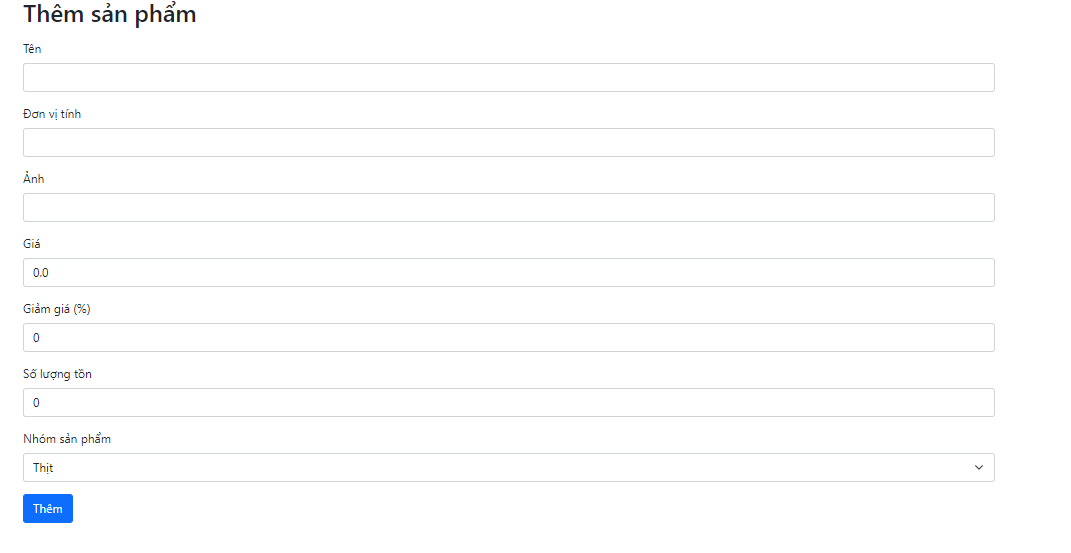 Thêm sản phẩm
Tên
Đơn vị tính
Ảnh
Giá
0.0
Giảm giá (%)
0
Số lượng tồn
0
Nhóm sản phẩm
Thịt
Thêm